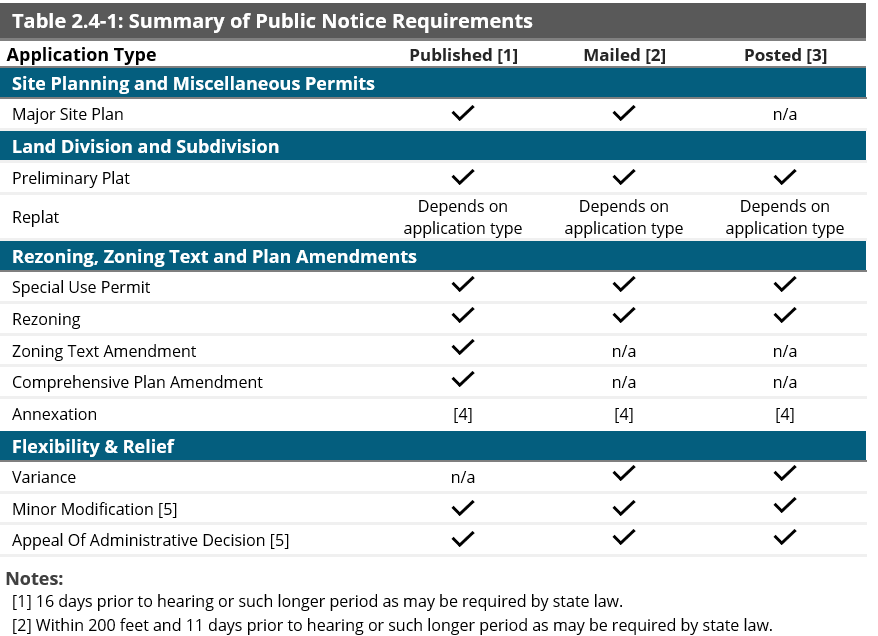 Table 2.4-1: Summary of Public Notice Requirements
Application Type Published [1] Mailed [2] Posted [3]
Site Planning and Miscellaneous Permits
Major Site Plan ✓ ✓ n/a
Land Division and Subdivision
Preliminary Plat ✓ ✓ ✓
Replat Depends on application type Depends on application type Depends on application type
Rezoning, Zoning Text and Plan Amendments
Special Use Permit ✓ ✓ ✓
Rezoning ✓ ✓ ✓
Zoning Text Amendment ✓ n/a n/a
Comprehensive Plan Amendment ✓ n/a n/a
Annexation [4] [4] [4]
Flexibility & Relief
Variance n/a ✓ ✓
Minor Modification [5] ✓ ✓ ✓
Appeal Of Administrative Decision [5] ✓ ✓ ✓
Notes:
[1] 16 days prior to hearing or such longer period as may be required by state law.
[2] Within 200 feet and 11 days prior to hearing or such longer period as may be required by state law.